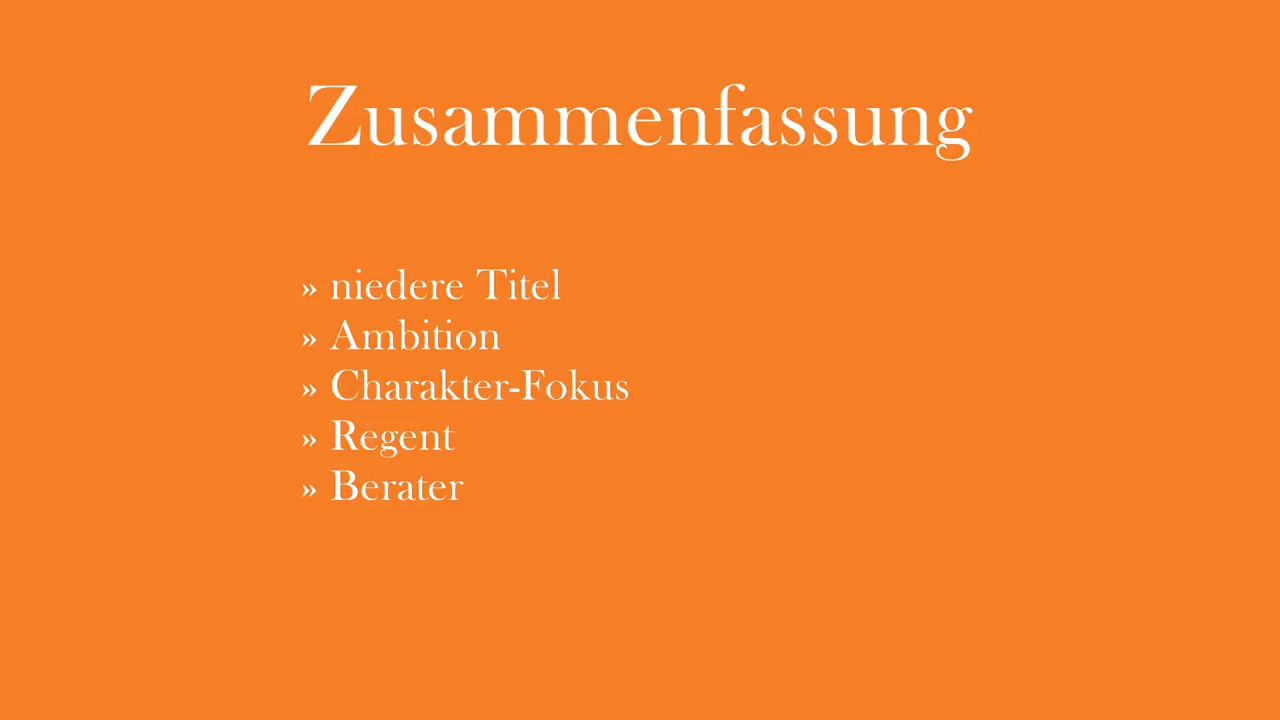 Zusammenfassung
» niedere Titel
» Ambition
» Charakter-Fokus
» Regent
» Berater